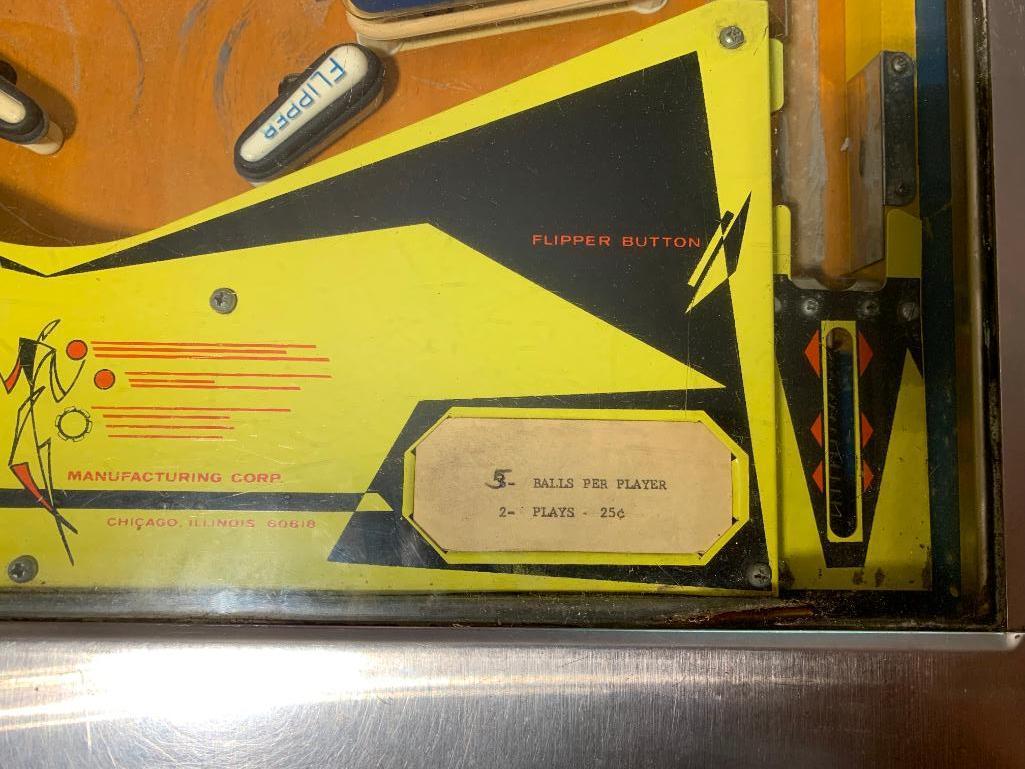 FLIPPER
FLIPPER BUTTON
MANUFACTURING CORP.
CHICAGO, ILLINOIS 60618
5- BALLS PER PLAYER
2- PLAYS - 25¢